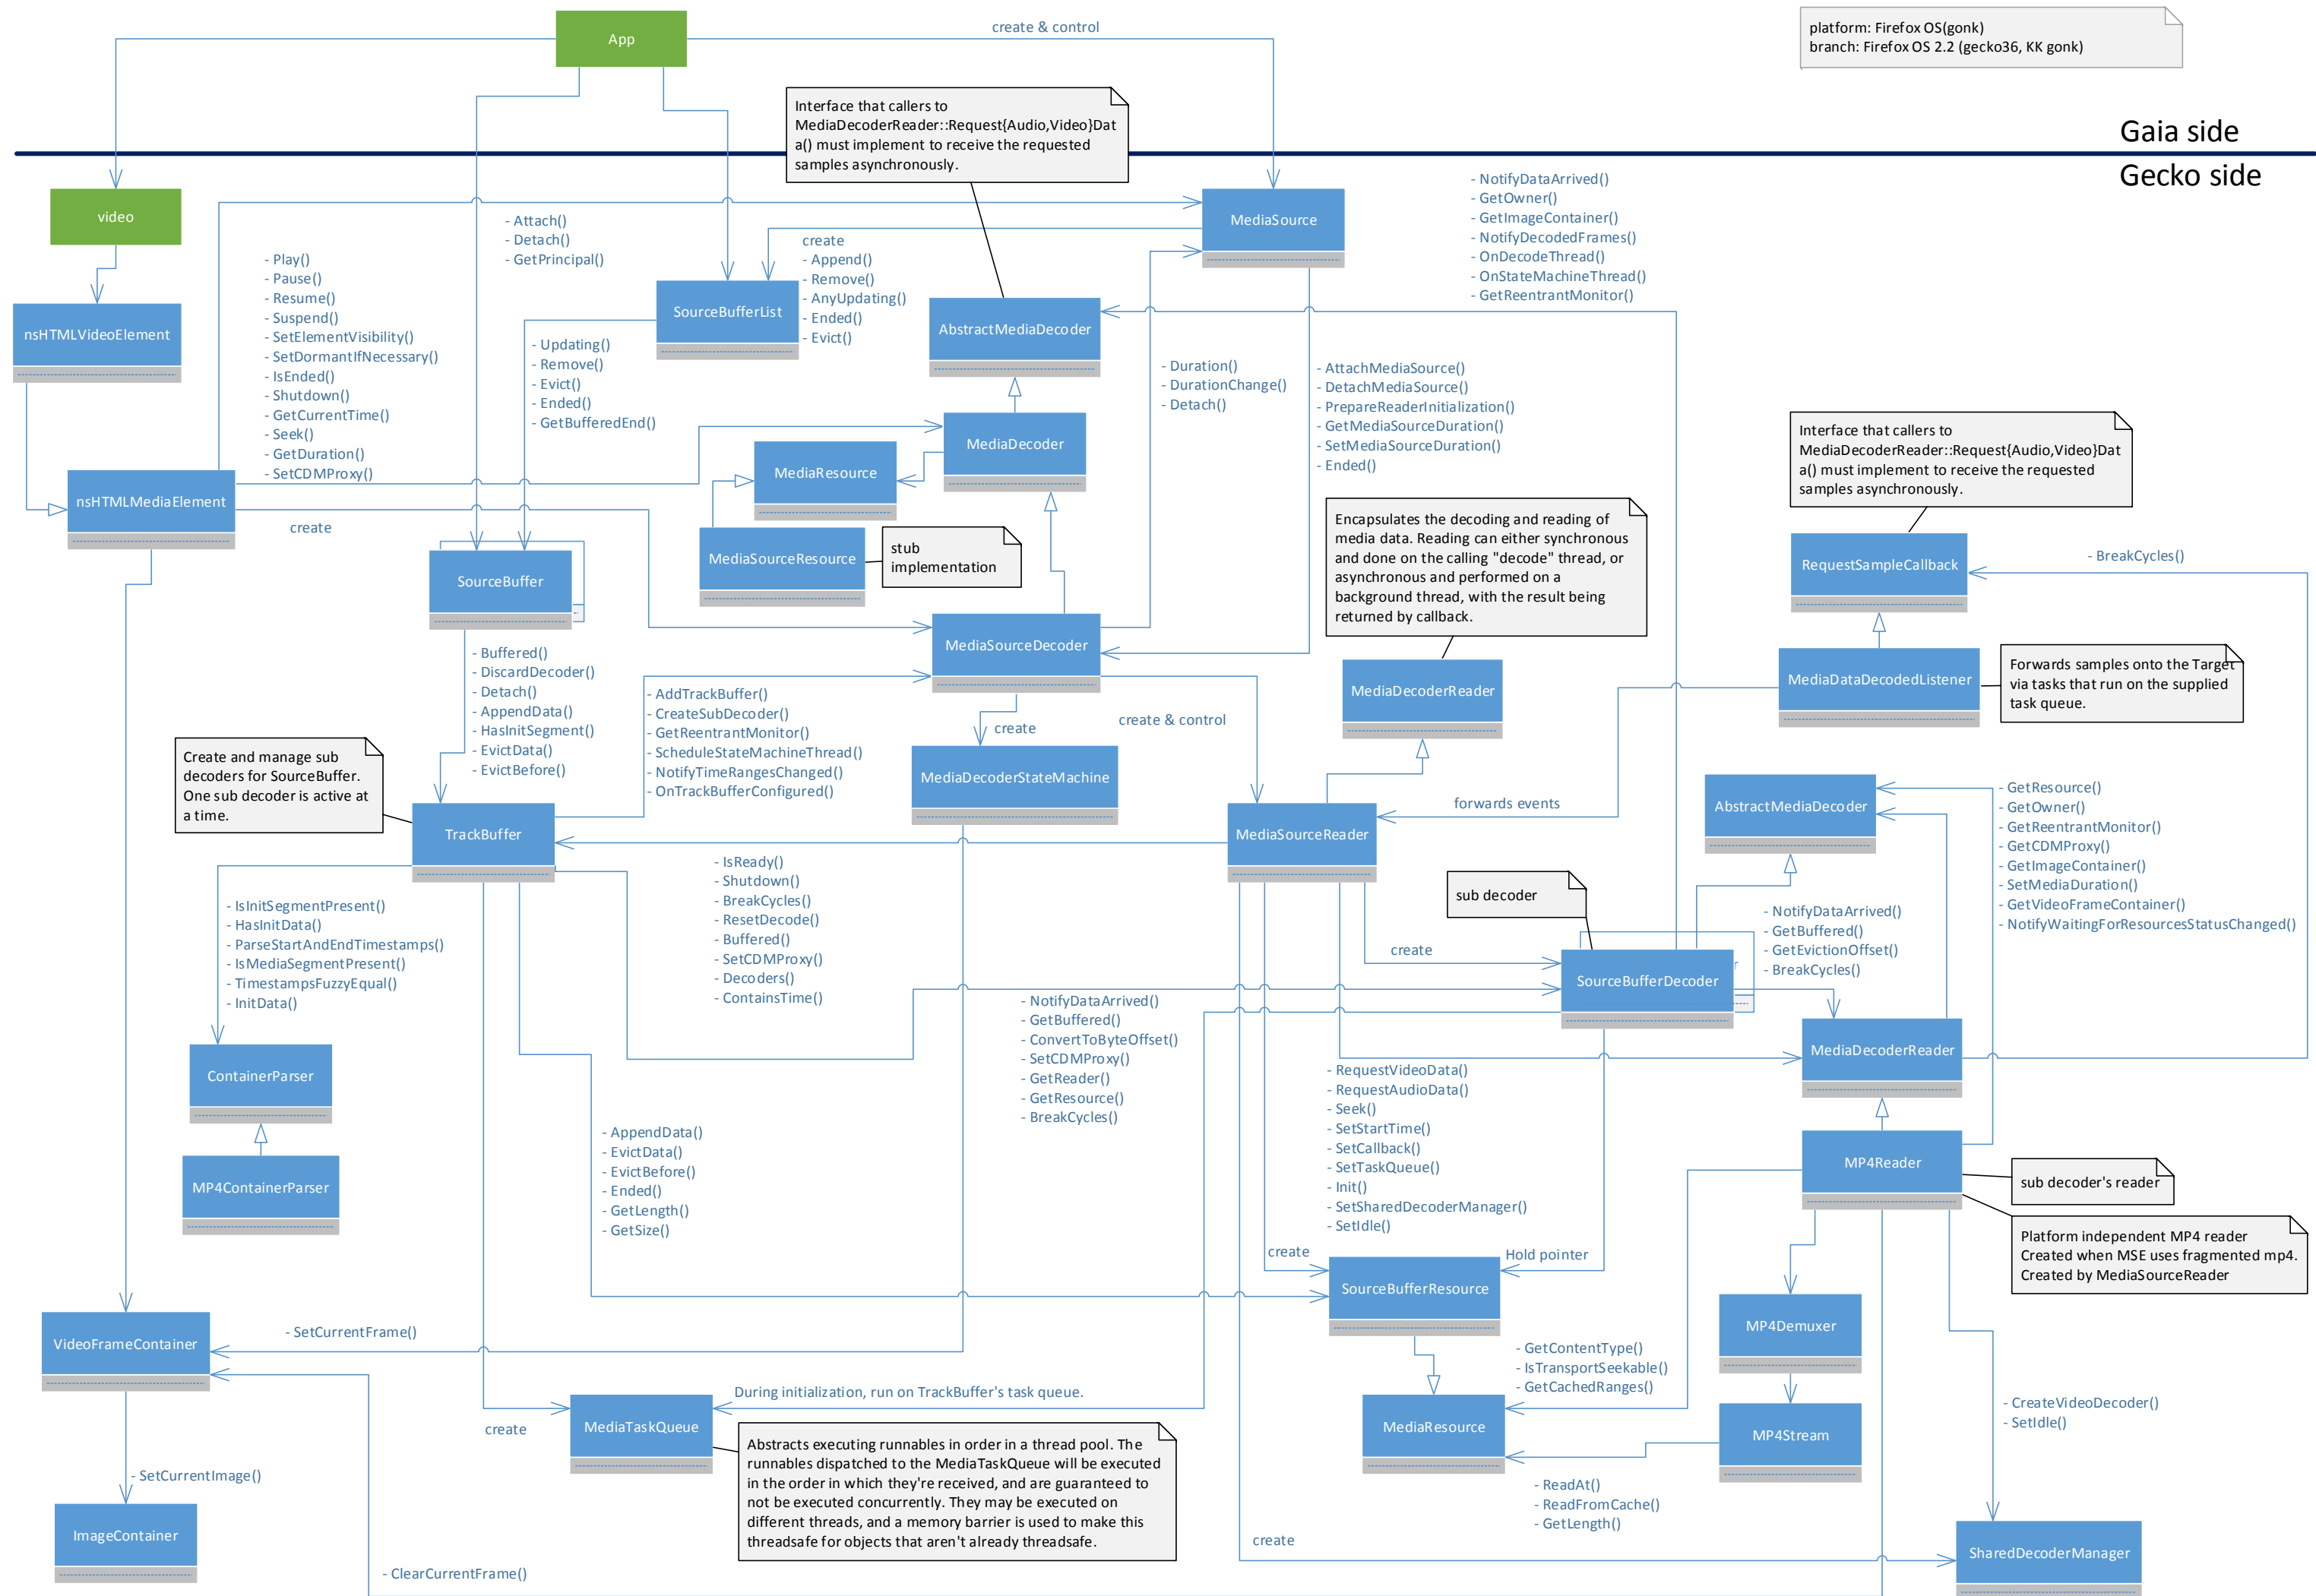 App
create & control
platform: Firefox OS(gonk)
branch: Firefox OS 2.2 (gecko36, KK gonk)
Interface that callers to
MediaDecoderReader::Request{Audio,Video}Dat
a() must implement to receive the requested
samples asynchronously.
Gaia side
Gecko side
video
MediaSource
- NotifyDataArrived()
- GetOwner()
- GetImageContainer()
- NotifyDecodedFrames()
- OnDecodeThread()
- OnStateMachineThread()
- GetReentrantMonitor()
- Attach()
- Detach()
- GetPrincipal()
create
- Append()
- Remove()
- AnyUpdating()
- Ended()
- Evict()
- Play()
- Pause()
- Resume()
- Suspend()
- SetElementVisibility()
- SetDormantIfNecessary()
- IsEnded()
- Shutdown()
- GetCurrentTime()
- Seek()
- GetDuration()
- SetCDMProxy()
SourceBufferList
AbstractMediaDecoder
nsHTMLVideoElement
- Updating()
- Remove()
- Evict()
- Ended()
- GetBufferedEnd()
- Duration()
- DurationChange()
- Detach()
- AttachMediaSource()
- DetachMediaSource()
- PrepareReaderInitialization()
- GetMediaSourceDuration()
- SetMediaSourceDuration()
- Ended()
MediaDecoder
MediaResource
Interface that callers to
MediaDecoderReader::Request{Audio,Video}Dat
a() must implement to receive the requested
samples asynchronously.
nsHTMLMediaElement
create
Encapsulates the decoding and reading of
media data. Reading can either synchronous
and done on the calling "decode" thread, or
asynchronous and performed on a
background thread, with the result being
returned by callback.
MediaSourceResource
stub
implementation
SourceBuffer
RequestSampleCallback
- BreakCycles()
MediaSourceDecoder
- Buffered()
- DiscardDecoder()
- Detach()
- AppendData()
- HasInitSegment()
- EvictData()
- EvictBefore()
- AddTrackBuffer()
- CreateSubDecoder()
- GetReentrantMonitor()
- ScheduleStateMachineThread()
- NotifyTimeRangesChanged()
- OnTrackBufferConfigured()
create
create & control
MediaDecoderReader
MediaDataDecodedListener
Forwards samples onto the Target
via tasks that run on the supplied
task queue.
Create and manage sub
decoders for SourceBuffer.
One sub decoder is active at
a time.
MediaDecoderStateMachine
TrackBuffer
MediaSourceReader
forwards events
AbstractMediaDecoder
- GetResource()
- GetOwner()
- GetReentrantMonitor()
- GetCDMProxy()
- GetImageContainer()
- SetMediaDuration()
- GetVideoFrameContainer()
- NotifyWaitingForResourcesStatusChanged()
- IsReady()
- Shutdown()
- BreakCycles()
- ResetDecode()
- Buffered()
- SetCDMProxy()
- Decoders()
- ContainsTime()
- IsInitSegmentPresent()
- HasInitData()
- ParseStartAndEndTimestamps()
- IsMediaSegmentPresent()
- TimestampsFuzzyEqual()
- InitData()
sub decoder
- NotifyDataArrived()
- GetBuffered()
- GetEvictionOffset()
- BreakCycles()
create
SourceBufferDecoder
r
- NotifyDataArrived()
- GetBuffered()
- ConvertToByteOffset()
- SetCDMProxy()
- GetReader()
- GetResource()
- BreakCycles()
MediaDecoderReader
ContainerParser
- RequestVideoData()
- RequestAudioData()
- Seek()
- SetStartTime()
- SetCallback()
- SetTaskQueue()
- Init()
- SetSharedDecoderManager()
- SetIdle()
- AppendData()
- EvictData()
- EvictBefore()
- Ended()
- GetLength()
- GetSize()
MP4ContainerParser
MP4Reader
sub decoder's reader
Platform independent MP4 reader
Created when MSE uses fragmented mp4.
Created by MediaSourceReader
create
Hold pointer
SourceBufferResource
MP4Demuxer
VideoFrameContainer
- SetCurrentFrame()
- GetContentType()
- IsTransportSeekable()
- GetCachedRanges()
During initialization, run on TrackBuffer's task queue.
create
MediaTaskQueue
MediaResource
MP4Stream
- CreateVideoDecoder()
- SetIdle()
Abstracts executing runnables in order in a thread pool. The
runnables dispatched to the MediaTaskQueue will be executed
in the order in which they're received, and are guaranteed to
not be executed concurrently. They may be executed on
different threads, and a memory barrier is used to make this
threadsafe for objects that aren't already threadsafe.
- SetCurrentImage()
- ReadAt()
- ReadFromCache()
- GetLength()
ImageContainer
create
SharedDecoderManager
- ClearCurrentFrame()